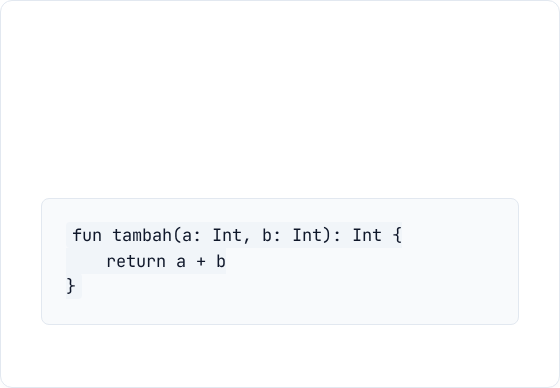 fun tambah(a: Int, b: Int): Int {
    return a + b
}